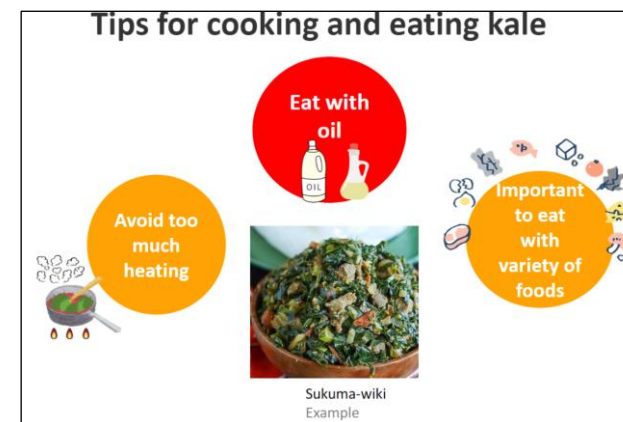 Tips for cooking and eating kale
Eat with
oil
OIL
Avoid too
much
heating
Important
to eat
with
variety of
foods
Sukuma-wiki
Example